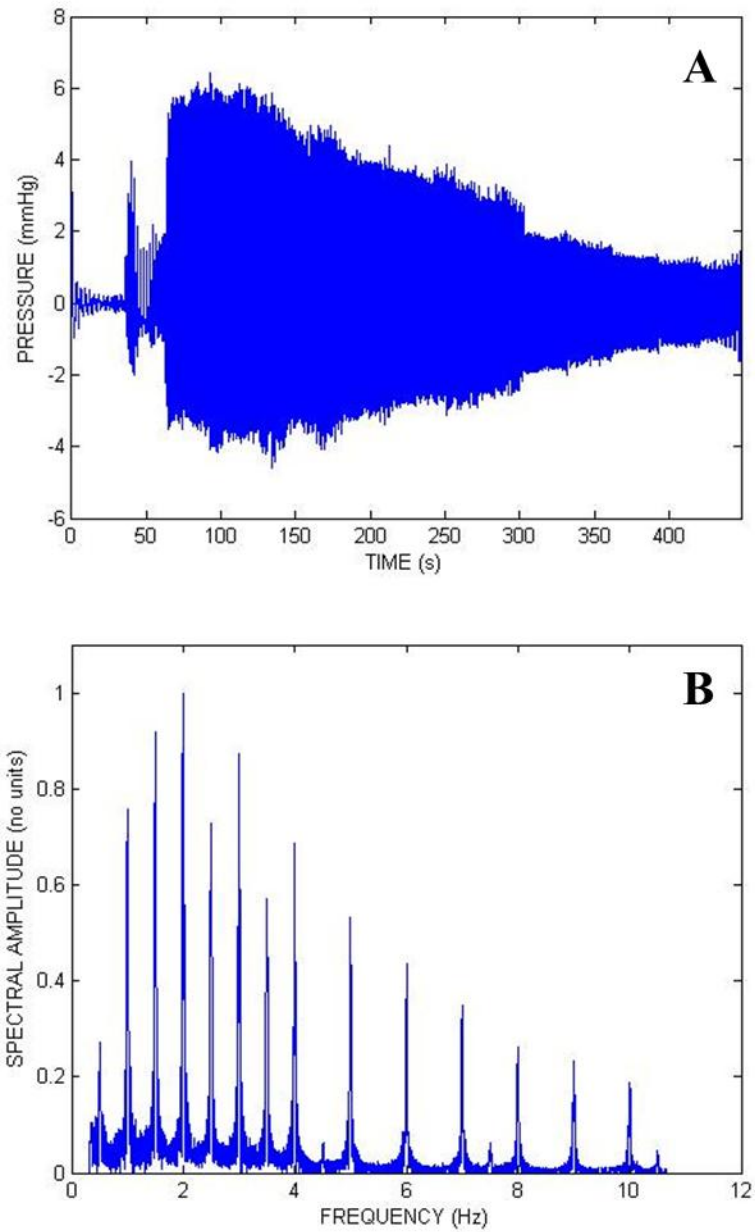 A
8
6
4
2
0
-2
-4
-6
PRESSURE (mmHg)
0 50 100 150 200 250 300 350 400
TIME (s)
B
1
0.8
0.6
0.4
0.2
0
SPECTRAL AMPLITUDE (no units)
0 2 4 6 8 10 12
FREQUENCY (Hz)